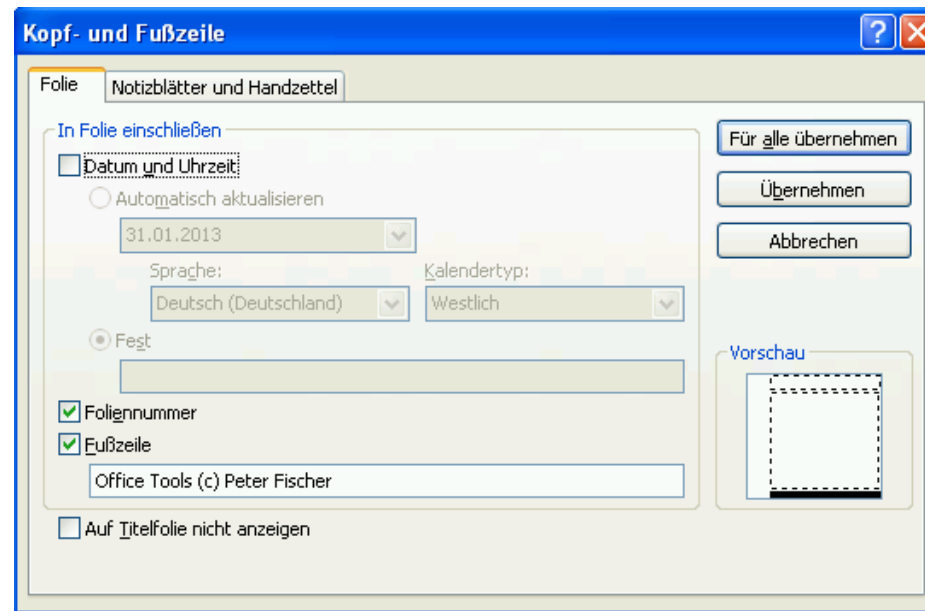 Kopf- und Fußzeile
Folie
Notizblätter und Handzettel
In Folie einschließen
Datum und Uhrzeit
Automatisch aktualisieren
31.01.2013
Sprache:
Kalendertyp:
Deutsch (Deutschland)
Westlich
Fest
Foliennummer
Fußzeile
Office Tools (c) Peter Fischer
Auf Titelfolie nicht anzeigen
Für alle übernehmen
Übernehmen
Abbrechen
Vorschau